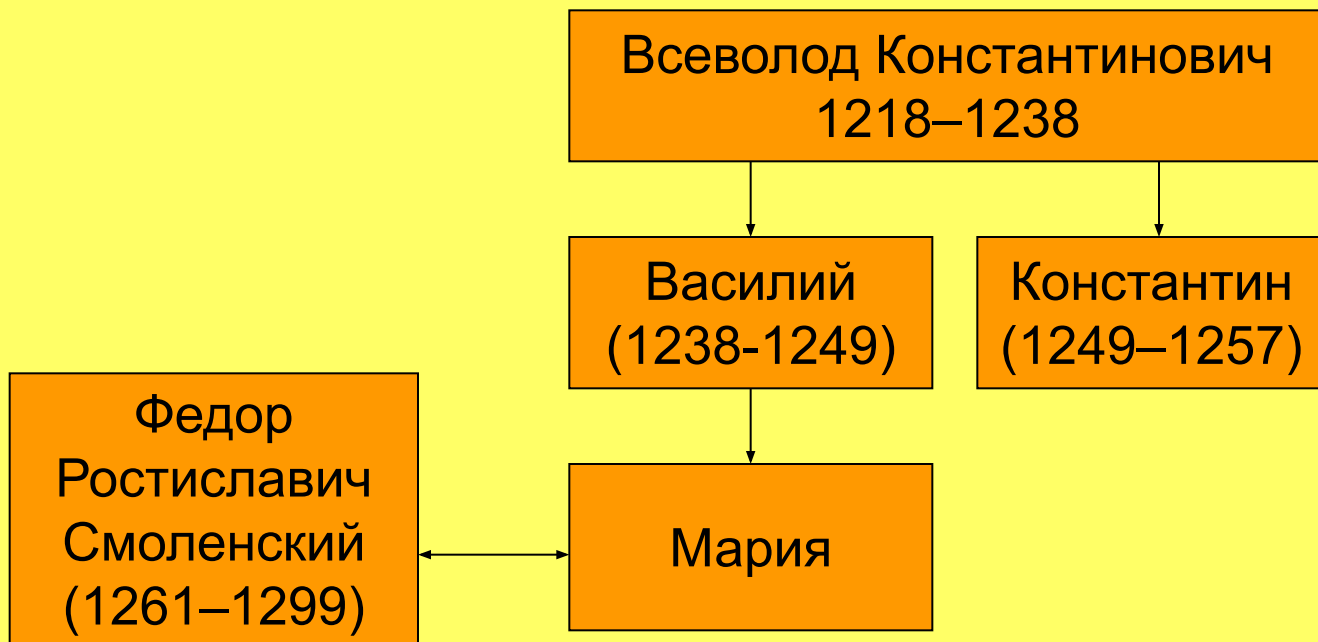 Всеволод Константинович
1218–1238
Василий
(1238-1249)
Константин
(1249–1257)
Федор
Ростиславич
Смоленский
(1261–1299)
Мария